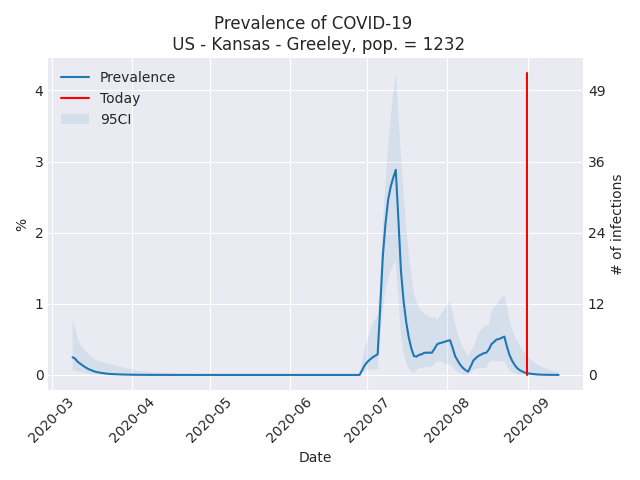 Prevalence of COVID-19
US - Kansas - Greeley, pop. = 1232
Prevalence
Today
95CI
4
3
2
1
0
49
36
24
12
0
%
# of infections
2020-03
2020-04
2020-05
2020-06
2020-07
2020-08
2020-09
Date